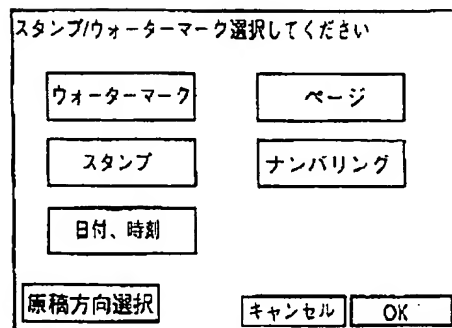 スタンプ/ウォーターマーク選択してください
ウォーターマーク ページ
スタンプ ナンバリング
日付、時刻
原稿方向選択 キャンセル OK